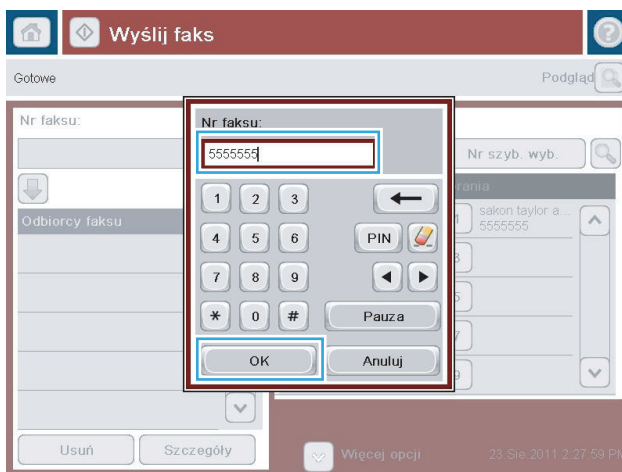 Wyślij faks
Gotowe
Podgląd
Nr faksu:
Nr szyb. wyb.
Odbiorcy faksu
1 sakon taylor a...
5555555
Nr faksu:
5555555
1 2 3
4 5 6 PIN
7 8 9
* 0 # Pauza
OK Anuluj
Usuń Szczegóły
Więcej opcji
23.Sie.2011 2:27:59 PM